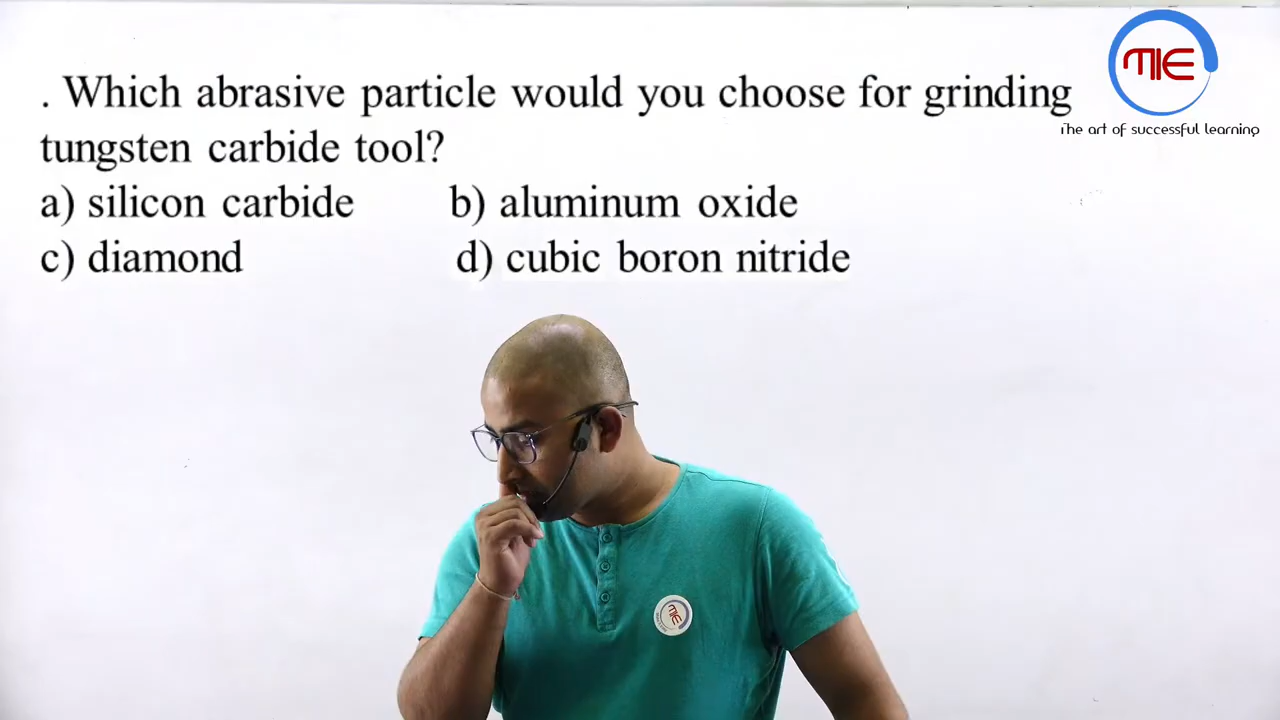 . Which abrasive particle would you choose for grinding
tungsten carbide tool?
a) silicon carbide b) aluminum oxide
c) diamond d) cubic boron nitride
MIE
The art of successful learning
MIE